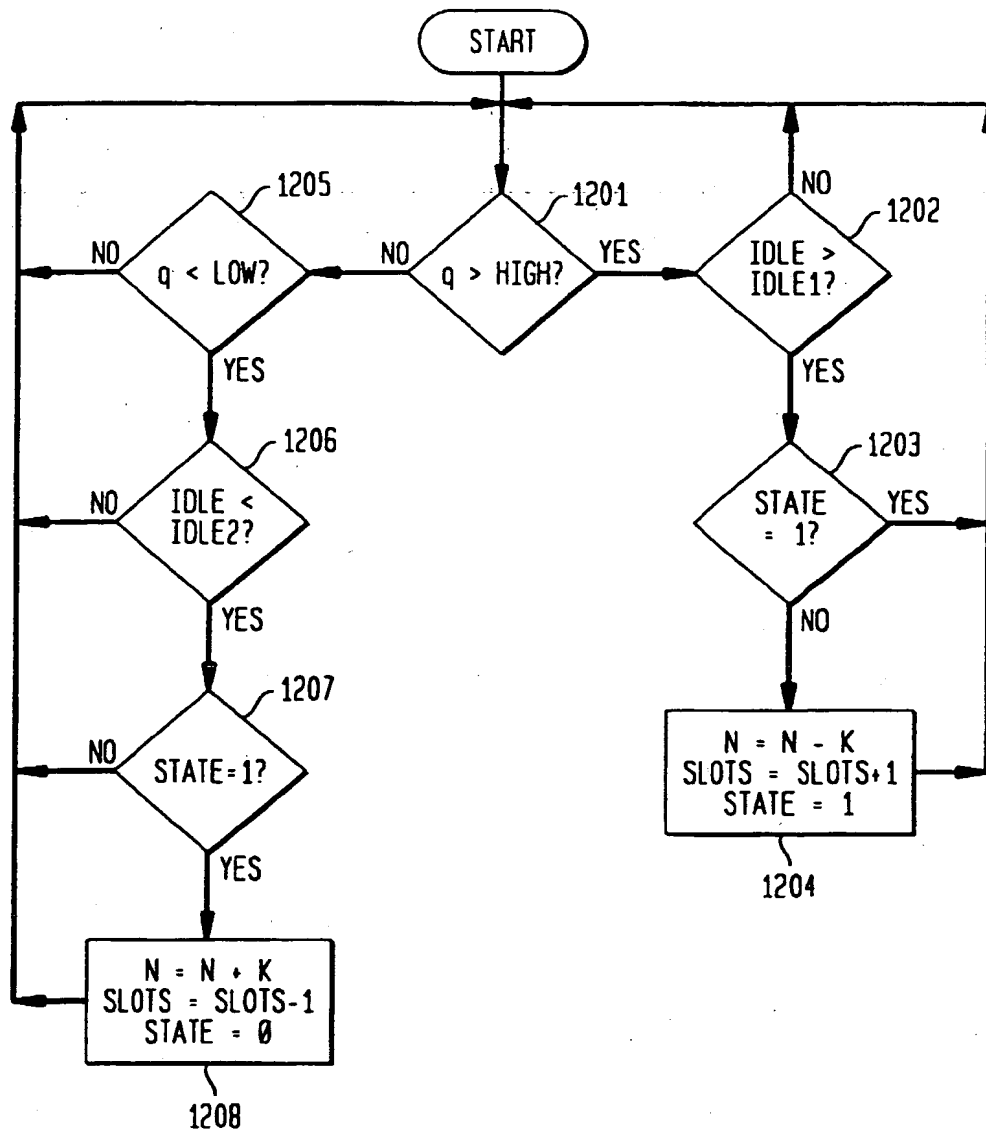 START
1205
1201
1202
NO
q < LOW?
NO
q > HIGH?
YES
NO
IDLE >
IDLE1?
YES
YES
1206
1203
NO
IDLE <
IDLE2?
STATE
= 1?
YES
YES
NO
1207
NO
STATE=1?
N = N - K
SLOTS = SLOTS+1
STATE = 1
YES
1204
N = N + K
SLOTS = SLOTS-1
STATE = 0
1208